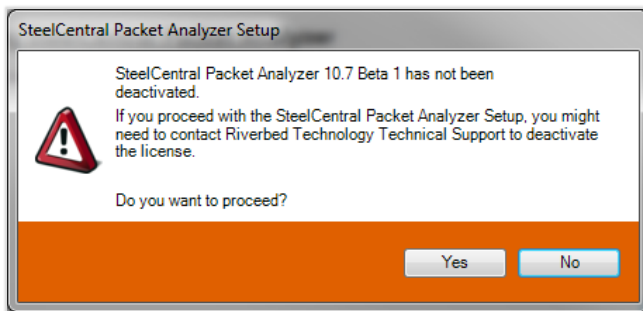 SteelCentral Packet Analyzer Setup
SteelCentral Packet Analyzer 10.7 Beta 1 has not been
deactivated.
If you proceed with the SteelCentral Packet Analyzer Setup, you might
need to contact Riverbed Technology Technical Support to deactivate
the license.
Do you want to proceed?
Yes No